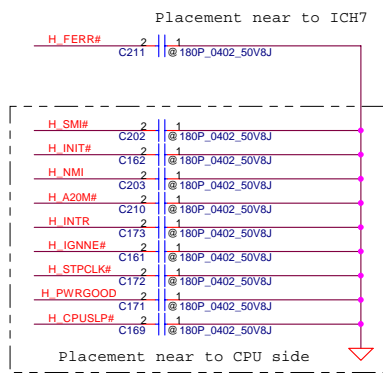 Placement near to ICH7
H_FERR# 2 1
C211 @ 180P_0402_50V8J
H_SMI# 2 1
C202 @ 180P_0402_50V8J
H_INIT# 2 1
C162 @ 180P_0402_50V8J
H_NMI 2 1
C203 @ 180P_0402_50V8J
H_A20M# 2 1
C210 @ 180P_0402_50V8J
H_INTR 2 1
C173 @ 180P_0402_50V8J
H_IGNNE# 2 1
C161 @ 180P_0402_50V8J
H_STPCLK# 2 1
C172 @ 180P_0402_50V8J
H_PWRGOOD 2 1
C171 @ 180P_0402_50V8J
H_CPUSLP# 2 1
C169 @ 180P_0402_50V8J
Placement near to CPU side